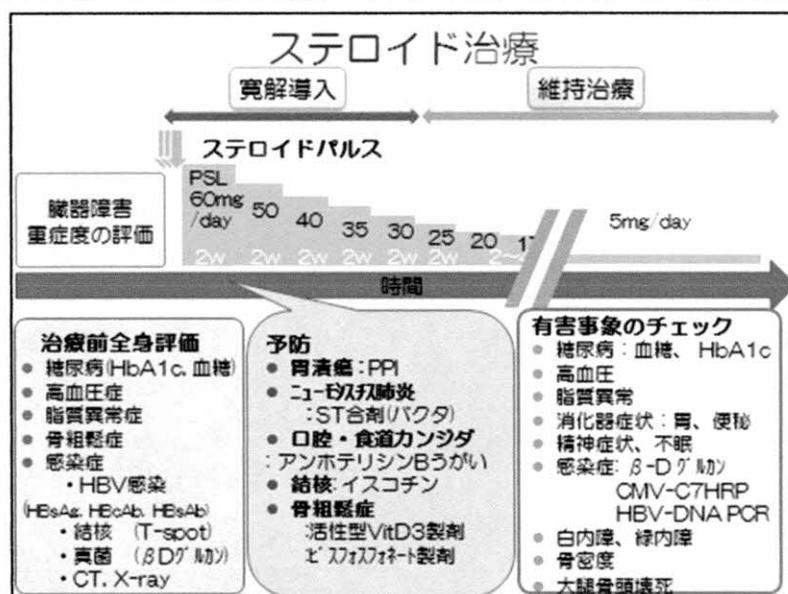 ステロイド治療
寛解導入
維持治療
ステロイドパルス
臓器障害
重症度の評価
PSL
60mg
/day
50
40
35
30
25
20
5mg/day
2w
2w
2w
2w
2w
2w
時間
治療前全身評価
● 糖尿病(HbA1c, 血糖)
● 高血圧症
● 脂質異常症
● 骨粗鬆症
● 感染症
・HBV感染
(HBsAg, HBcAb, HBsAb)
・結核 (T-spot)
・真菌 (βDグルカン)
・CT, X-ray
予防
● 胃潰瘍:PPI
● ニューモシスチス肺炎
:ST合剤(バクタ)
● 口腔・食道カンジダ
:アンホテリシンBうがい
● 結核:イスコチン
● 骨粗鬆症
:活性型VitD3製剤
:ビスフォスフォネート製剤
有害事象のチェック
● 糖尿病:血糖、HbA1c
● 高血圧
● 脂質異常
● 消化器症状:胃、便秘
● 精神症状、不眠
● 感染症:β-Dグルカン
CMV-C7HRP
HBV-DNA PCR
● 白内障、緑内障
● 骨密度
● 大腿骨頭壊死